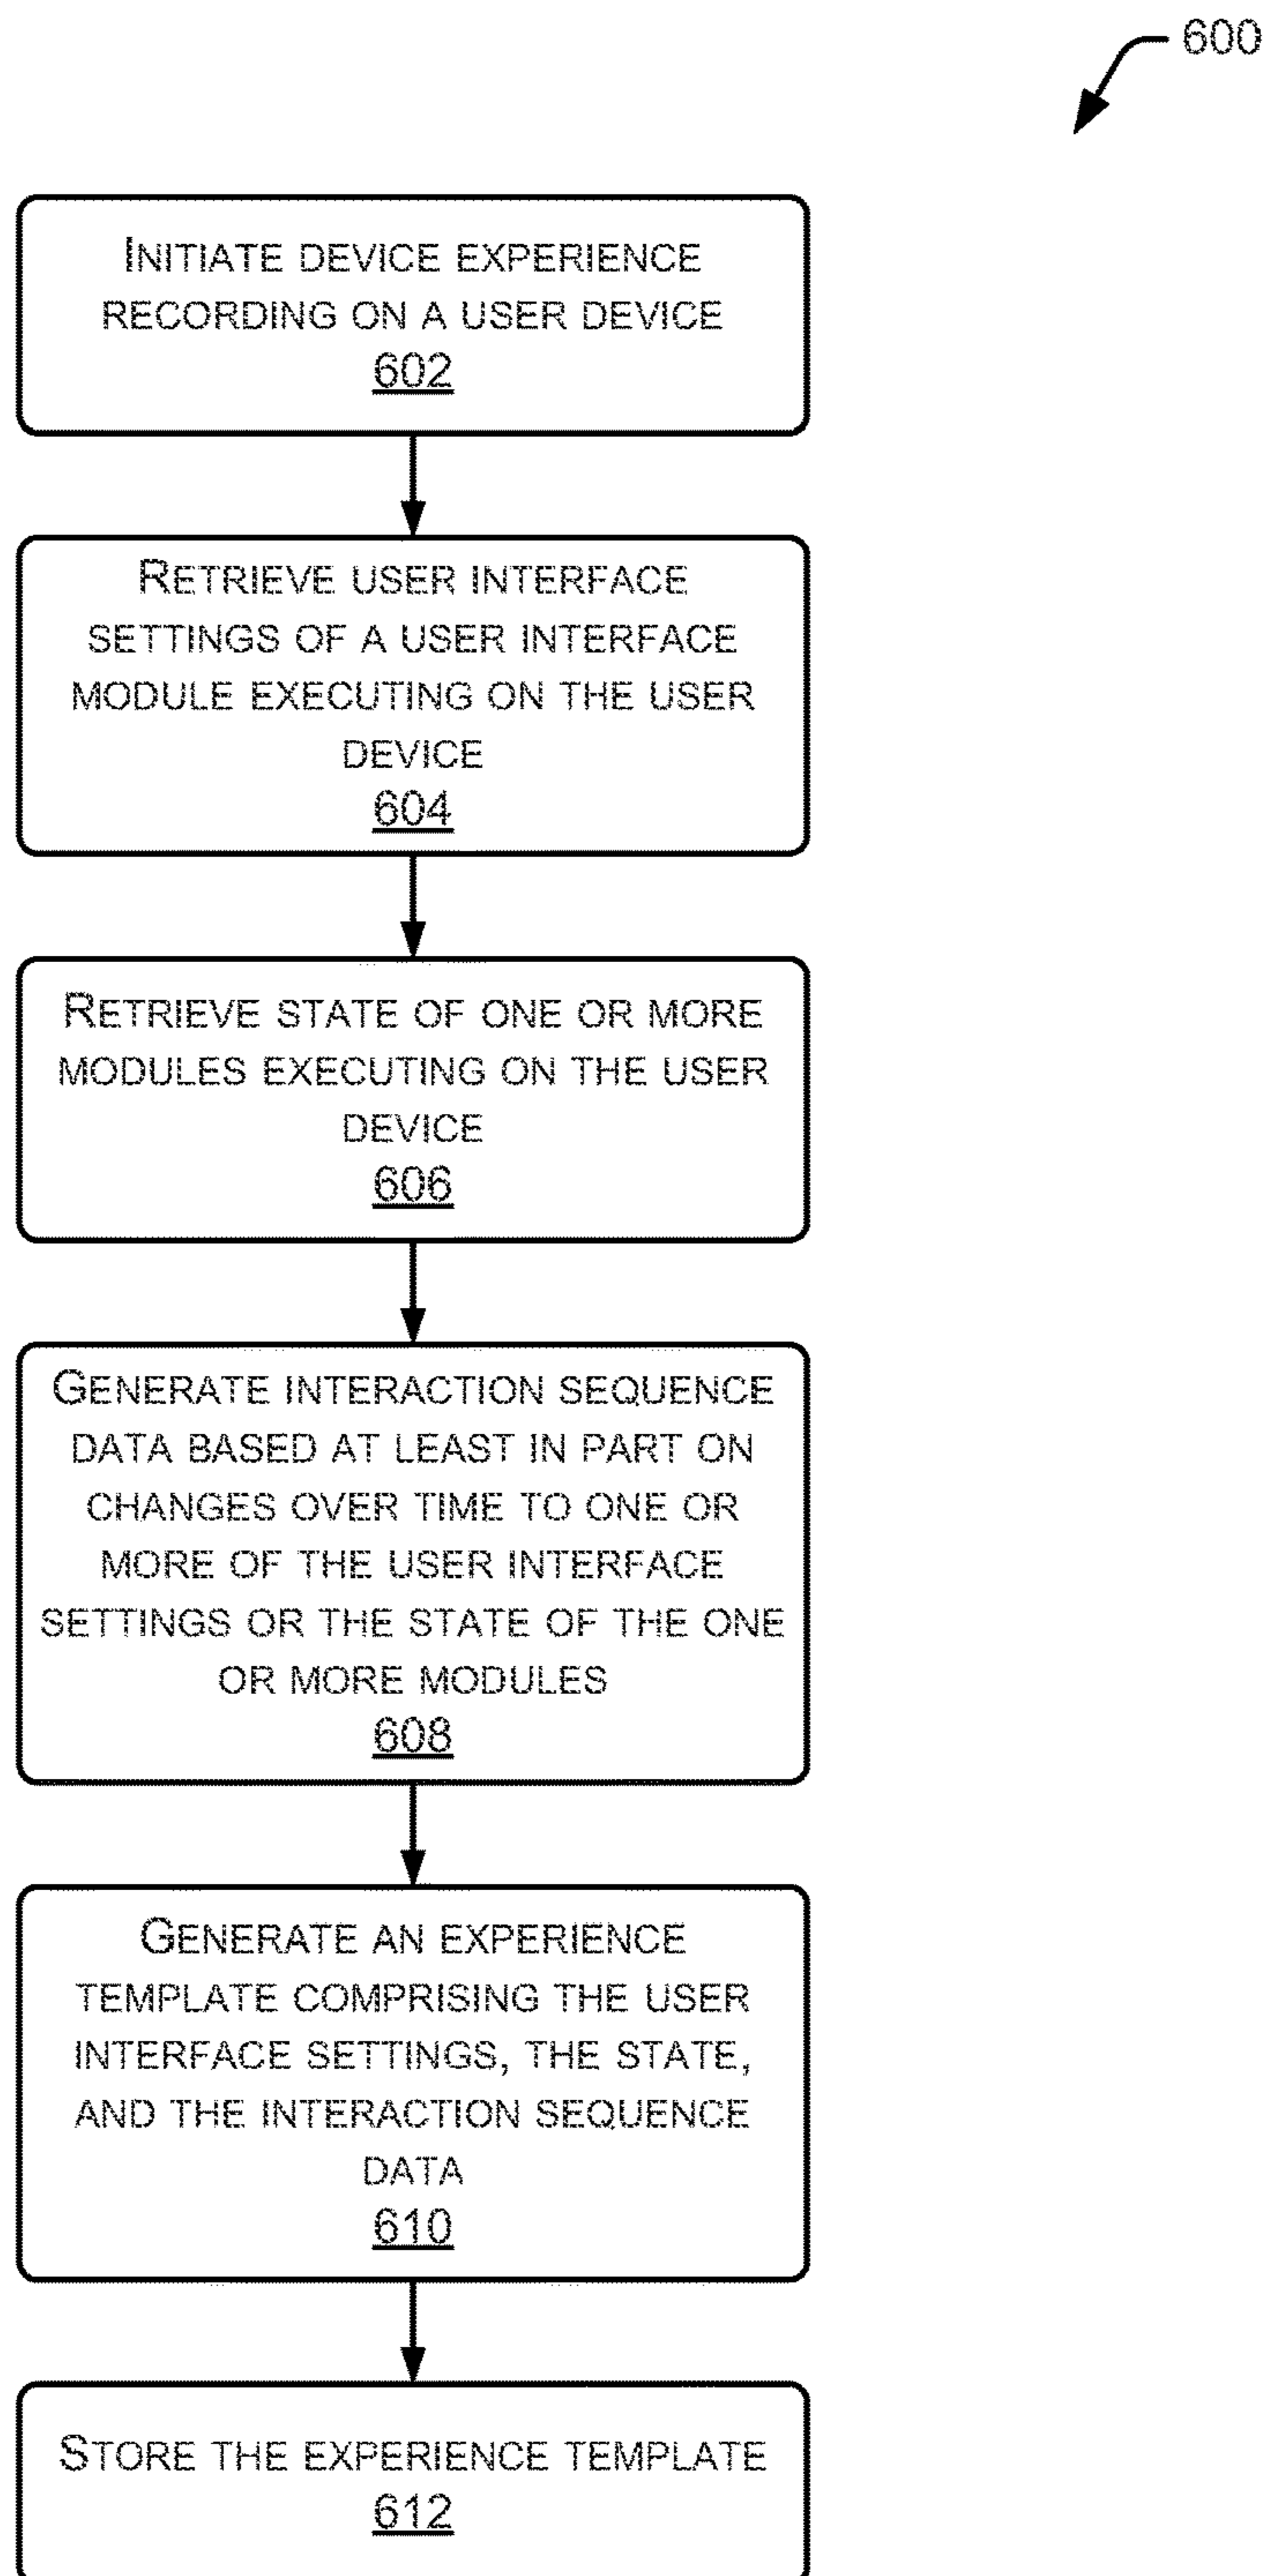 600
INITIATE DEVICE EXPERIENCE
RECORDING ON A USER DEVICE
602
RETRIEVE USER INTERFACE
SETTINGS OF A USER INTERFACE
MODULE EXECUTING ON THE USER
DEVICE
604
RETRIEVE STATE OF ONE OR MORE
MODULES EXECUTING ON THE USER
DEVICE
606
GENERATE INTERACTION SEQUENCE
DATA BASED AT LEAST IN PART ON
CHANGES OVER TIME TO ONE OR
MORE OF THE USER INTERFACE
SETTINGS OR THE STATE OF THE ONE
OR MORE MODULES
608
GENERATE AN EXPERIENCE
TEMPLATE COMPRISING THE USER
INTERFACE SETTINGS, THE STATE,
AND THE INTERACTION SEQUENCE
DATA
610
STORE THE EXPERIENCE TEMPLATE
612